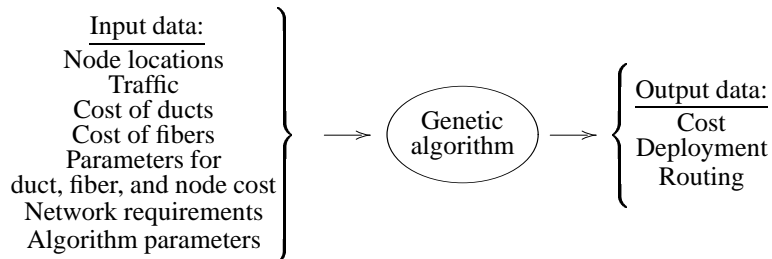 Input data:
Node locations
Traffic
Cost of ducts
Cost of fibers
Parameters for
duct, fiber, and node cost
Network requirements
Algorithm parameters
Genetic
algorithm
Output data:
Cost
Deployment
Routing